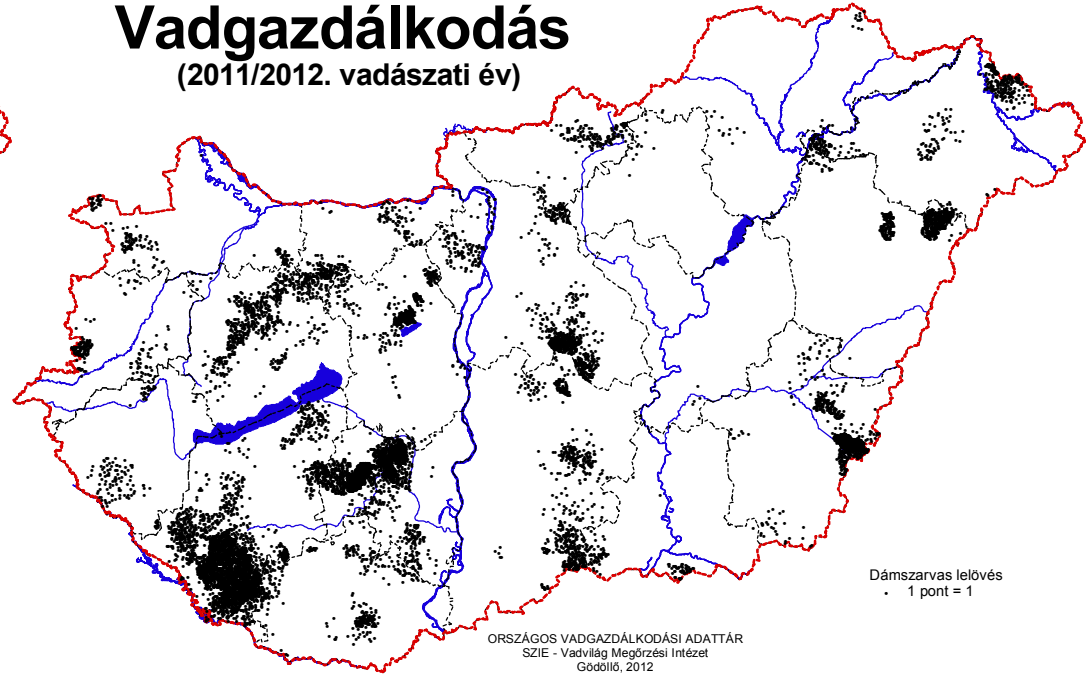 Vadgazdálkodás
(2011/2012. vadászati év)
Dámszarvas lelövés
. 1 pont = 1
ORSZÁGOS VADGAZDÁLKODÁSI ADATTÁR
SZIE - Vadvilág Megőrzési Intézet
Gödöllő, 2012